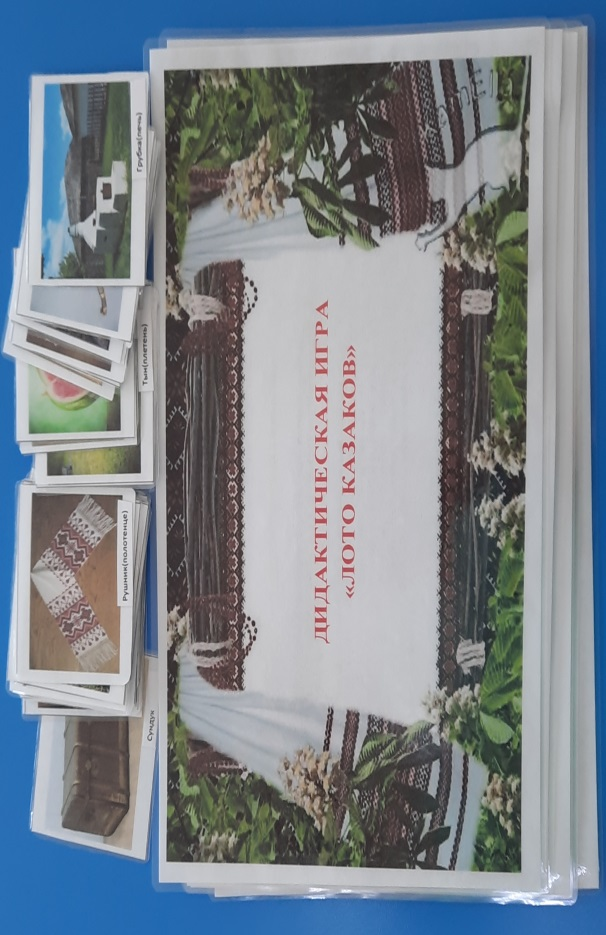 ДИДАКТИЧЕСКАЯ ИГРА
«ЛОТО КАЗАКОВ»
Сундук
Рушник(полотенце)
Тын(плетень)
Грубка(печь)